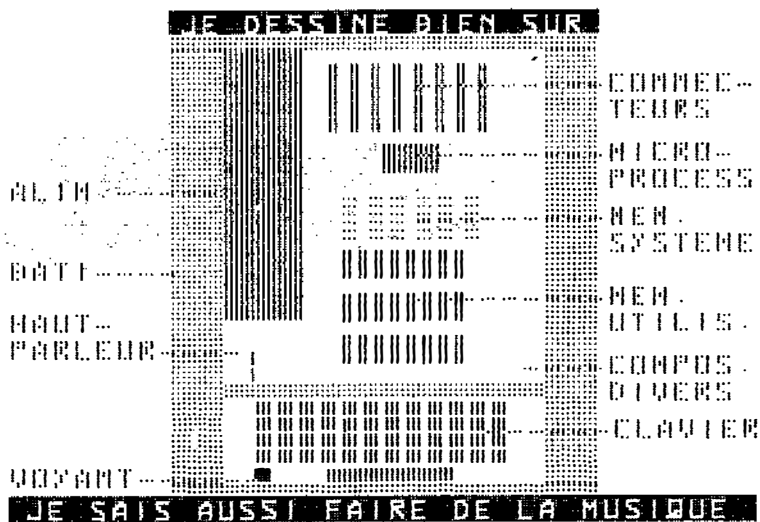 JE DESSINE BIEN SUR
CONNEC-
TEURS
MICRO-
PROCESS
ALIM
MEM.
SYSTEME
BATI
MEM.
UTILIS.
HAUT-
PARLEUR
COMPOS.
DIVERS
CLAVIER
VOYANT
JE SAIS AUSSI FAIRE DE LA MUSIQUE